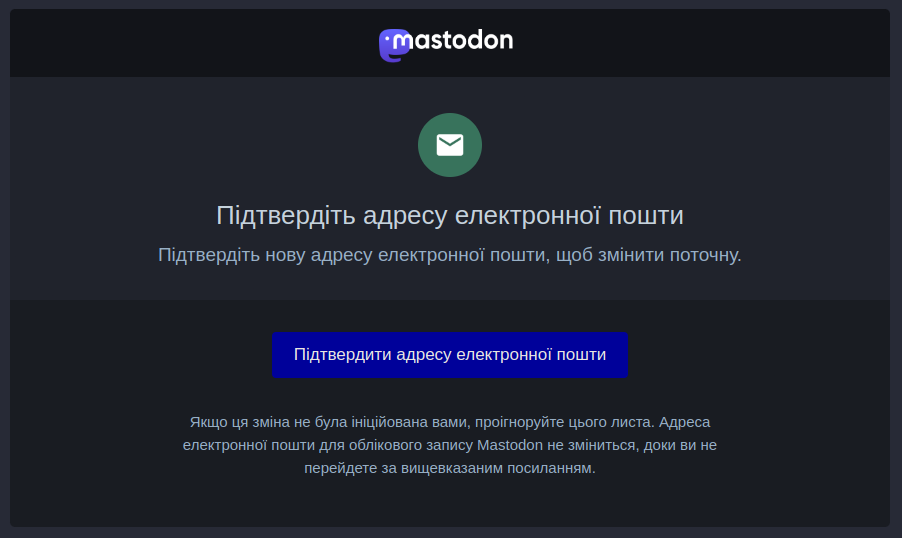 mastodon
Підтвердіть адресу електронної пошти
Підтвердіть нову адресу електронної пошти, щоб змінити поточну.
Підтвердити адресу електронної пошти
Якщо ця зміна не була ініційована вами, проігноруйте цього листа. Адреса
електронної пошти для облікового запису Mastodon не зміниться, доки ви не
перейдете за вищевказаним посиланням.